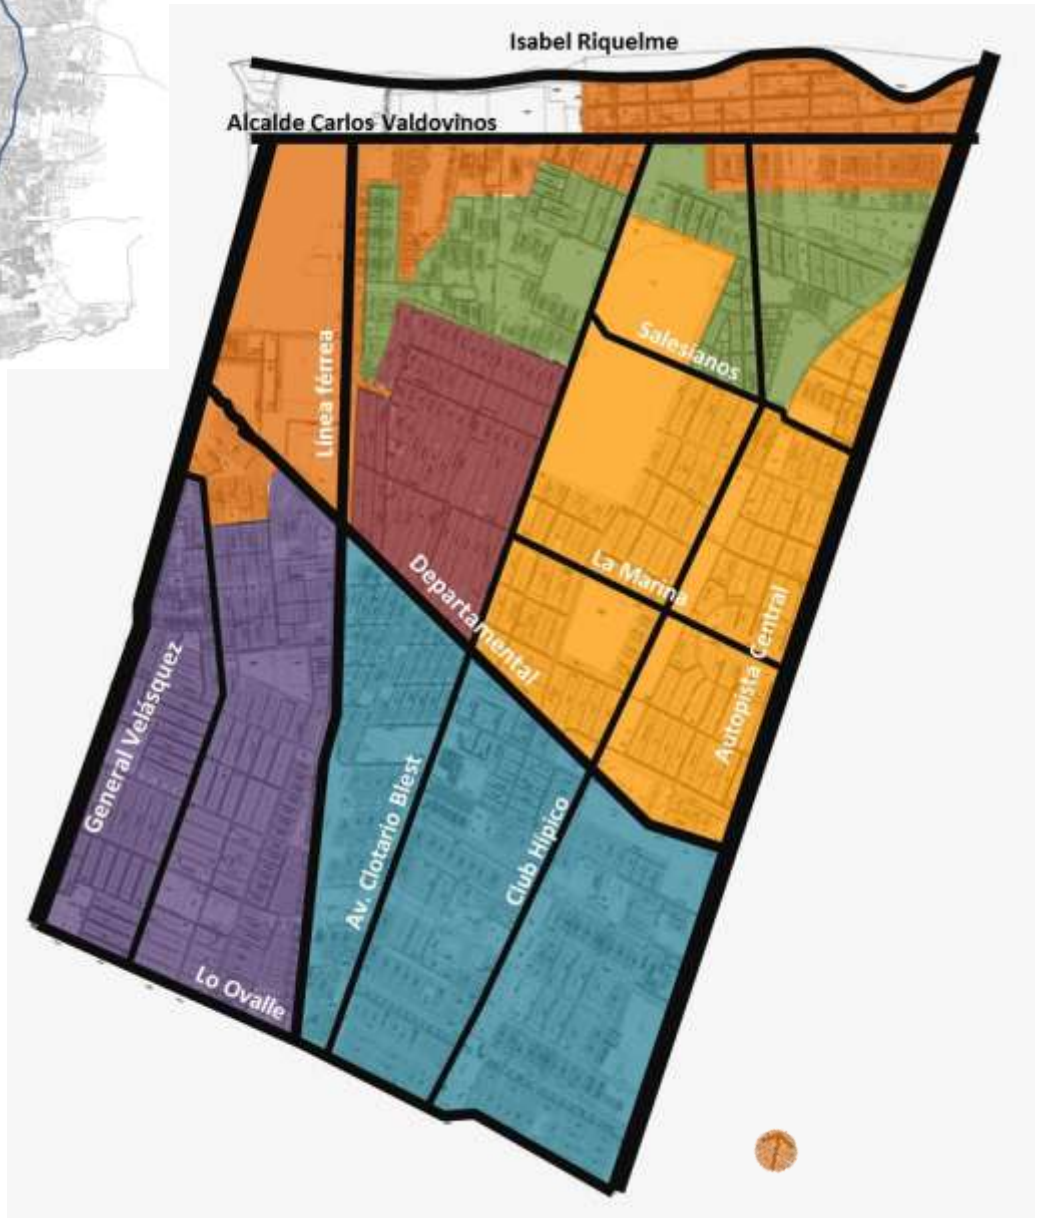 Isabel Riquelme
Alcalde Carlos Valdovinos
Línea férrea
Salesianos
La Marina
Departamental
Autopista Central
General Velásquez
Av. Clotario Blest
Club Hípico
Lo Ovalle